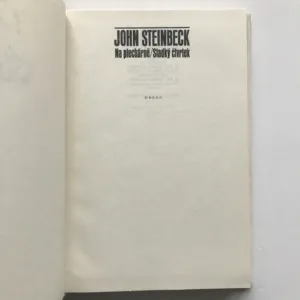 JOHN STEINBECK
Na plechárně/Sladký čtvrtek